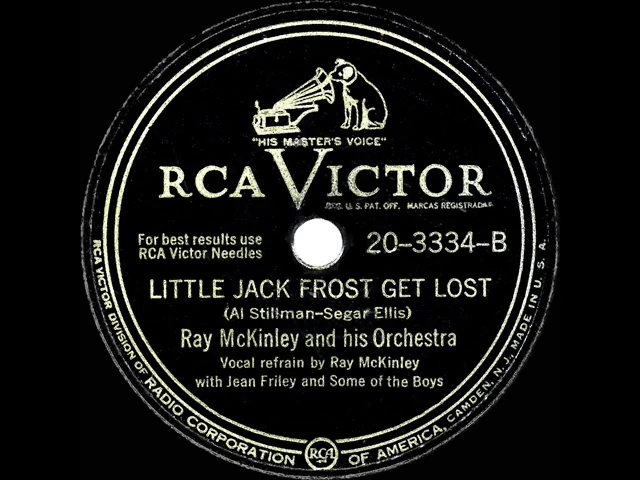 "HIS MASTER'S VOICE"
RCA VICTOR
REG. U. S. PAT. OFF. MARCAS REGISTRADAS
For best results use
RCA Victor Needles
20-3334-B
LITTLE JACK FROST GET LOST
(Al Stillman-Segar Ellis)
Ray McKinley and his Orchestra
Vocal refrain by Ray McKinley
with Jean Friley and Some of the Boys
RCA VICTOR DIVISION OF RADIO CORPORATION OF AMERICA, CAMDEN, N. J., MADE IN U. S. A.
RCA